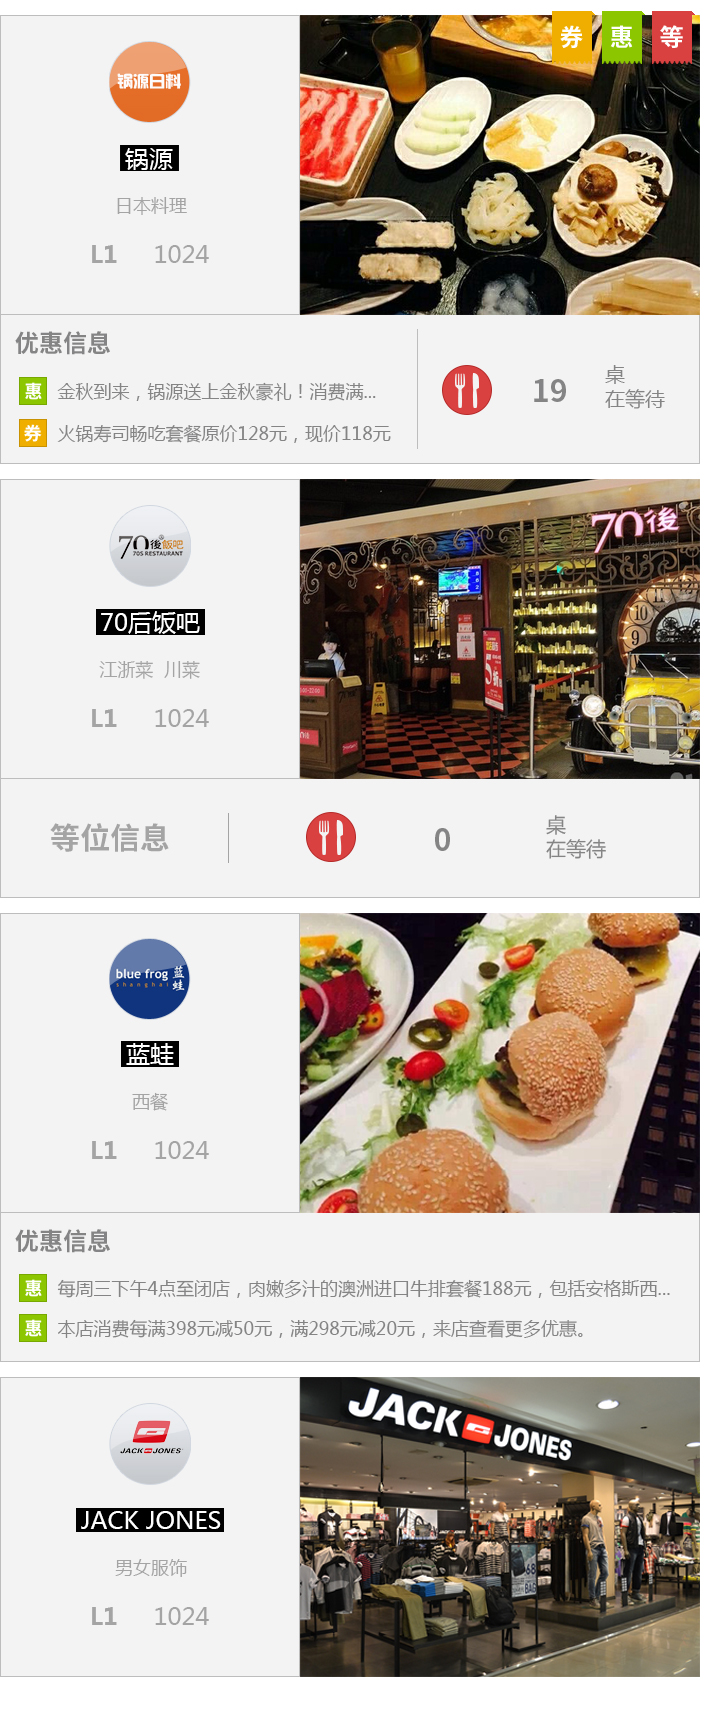 券 惠 等
锅源日料
锅源
日本料理
L1 1024
优惠信息
惠 金秋到来，锅源送上金秋豪礼！消费满...
券 火锅寿司畅吃套餐原价128元，现价118元
19
桌
在等待
70後飯吧
70S RESTAURANT
70后饭吧
江浙菜 川菜
L1 1024
70後
5折
等位信息
0
桌
在等待
blue frog 蓝蛙
shanghai
蓝蛙
西餐
L1 1024
优惠信息
惠 每周三下午4点至闭店，肉嫩多汁的澳洲进口牛排套餐188元，包括安格斯西...
惠 本店消费每满398元减50元，满298元减20元，来店查看更多优惠。
JACK JONES
JACK JONES
男女服饰
L1 1024
JACK JONES